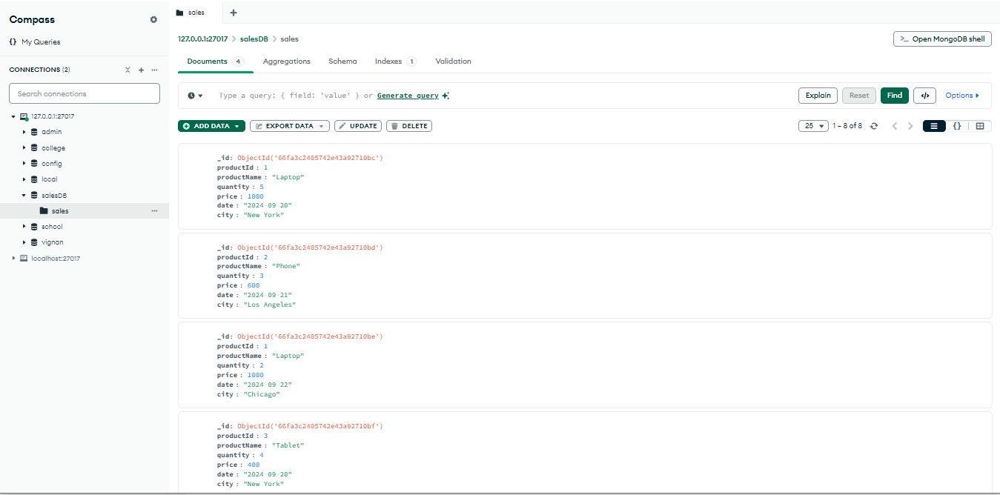 Compass
My Queries
CONNECTIONS (2)
Search connections
127.0.0.1:27017
admin
college
config
local
salesDB
sales
school
vignan
localhost:27017
sales
127.0.0.1:27017 > salesDB > sales
>_ Open MongoDB shell
Documents 4 Aggregations Schema Indexes 1 Validation
Type a query: { field: 'value' } or Generate query
Explain Reset Find </> Options
ADD DATA EXPORT DATA UPDATE DELETE
25 1 – 8 of 8 {}
_id: ObjectId('66fa3c2405742e43a92710bc')
productId : 1
productName : "Laptop"
quantity : 5
price : 1000
date : "2024-09-20"
city : "New York"
_id: ObjectId('66fa3c2405742e43a92710bd')
productId : 2
productName : "Phone"
quantity : 3
price : 600
date : "2024-09-21"
city : "Los Angeles"
_id: ObjectId('66fa3c2405742e43a92710be')
productId : 1
productName : "Laptop"
quantity : 2
price : 1000
date : "2024-09-22"
city : "Chicago"
_id: ObjectId('66fa3c2405742e43a92710bf')
productId : 3
productName : "Tablet"
quantity : 4
price : 400
date : "2024-09-20"
city : "New York"